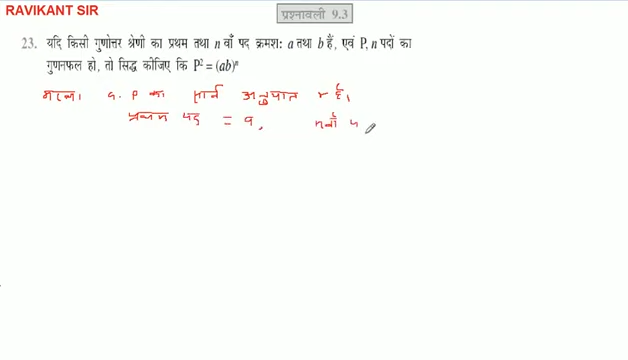 RAVIKANT SIR
प्रश्नावली 9.3
23. यदि किसी गुणोत्तर श्रेणी का प्रथम तथा n वाँ पद क्रमश: a तथा b हैं, एवं P, n पदों का
गुणनफल हो, तो सिद्ध कीजिए कि P² = (ab)ⁿ
माना G.P का सार्व अनुपात r है,
प्रथम पद = a, nवाँ प